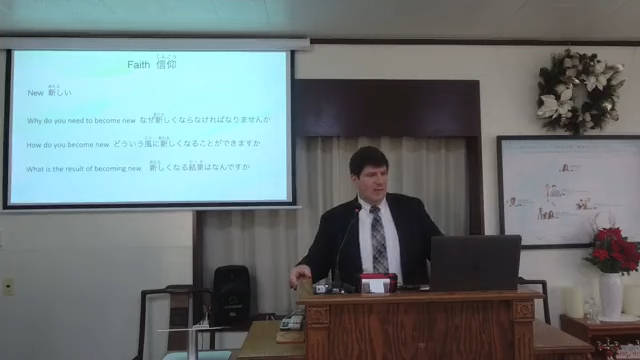 Faith 信仰
New 新しい
Why do you need to become new なぜ新しくならなければなりませんか
How do you become new どういう風に新しくなることができますか
What is the result of becoming new 新しくなる結果はなんですか